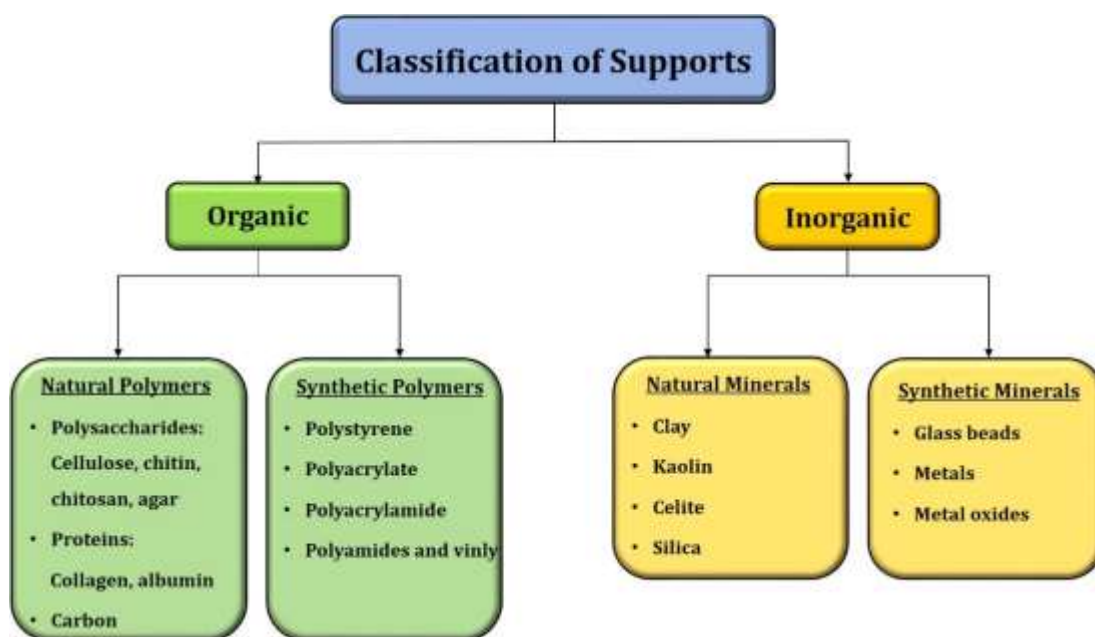 Classification of Supports
Organic
Inorganic
Natural Polymers
• Polysaccharides:
Cellulose, chitin,
chitosan, agar
• Proteins:
Collagen, albumin
• Carbon
Synthetic Polymers
• Polystyrene
• Polyacrylate
• Polyacrylamide
• Polyamides and vinly
Natural Minerals
• Clay
• Kaolin
• Celite
• Silica
Synthetic Minerals
• Glass beads
• Metals
• Metal oxides